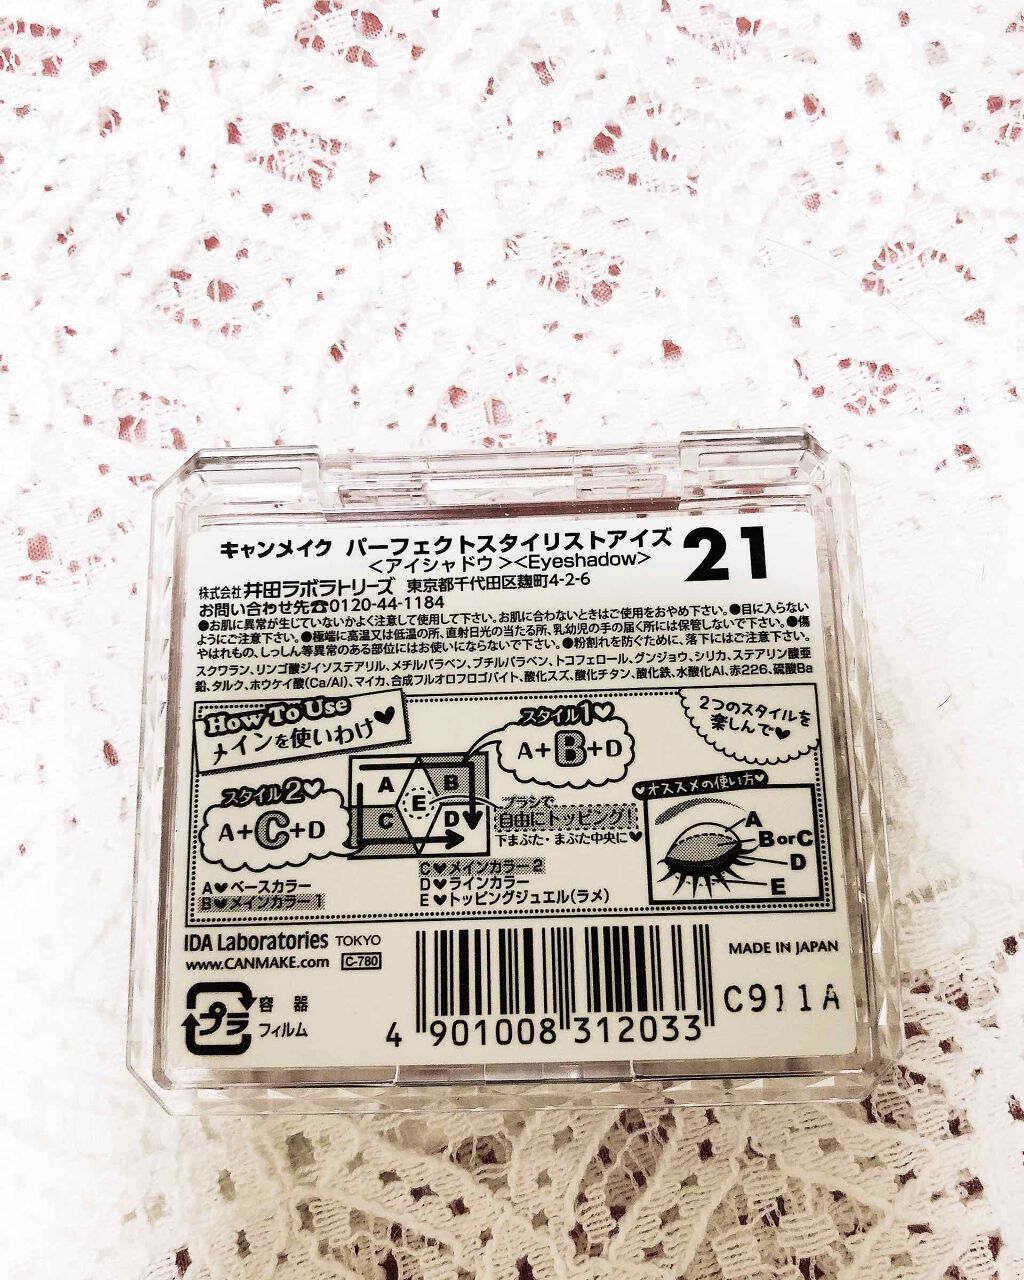 キャンメイク パーフェクトスタイリストアイズ 21
<アイシャドウ><Eyeshadow>
株式会社 井田ラボラトリーズ 東京都千代田区麹町4-2-6
お問い合わせ先☎0120-44-1184
●お肌に異常が生じていないかよく注意して使用して下さい。お肌に合わないときはご使用をおやめ下さい。●目に入らない
ようにご注意下さい。●極端に高温又は低温の所、直射日光の当たる所、乳幼児の手の届く所には保管しないで下さい。●傷
やはれもの、しっしん等異常のある部位にはお使いにならないで下さい。●粉割れを防ぐために、落下にはご注意下さい。
スクワラン、リンゴ酸ジイソステアリル、メチルパラベン、ブチルパラベン、トコフェロール、グンジョウ、シリカ、ステアリン酸亜
鉛、タルク、ホウケイ酸(Ca/Al)、マイカ、合成フルオロフロゴパイト、酸化スズ、酸化チタン、酸化鉄、水酸化Al、赤226、硫酸Ba
How To Use
メインを使いわけ♥
スタイル1♥
A+B+D
2つのスタイルを
楽しんで♥
スタイル2♥
A+C+D
A
B
C
D
E
ブラシで
自由にトッピング!
下まぶた・まぶた中央に♥
♥オススメの使い方♥
A
B or C
D
E
A♥ベースカラー
B♥メインカラー1
C♥メインカラー2
D♥ラインカラー
E♥トッピングジュエル(ラメ)
IDA Laboratories TOKYO
www.CANMAKE.com C-780
MADE IN JAPAN
C911A
プラ
容器
フィルム
4 901008 312033